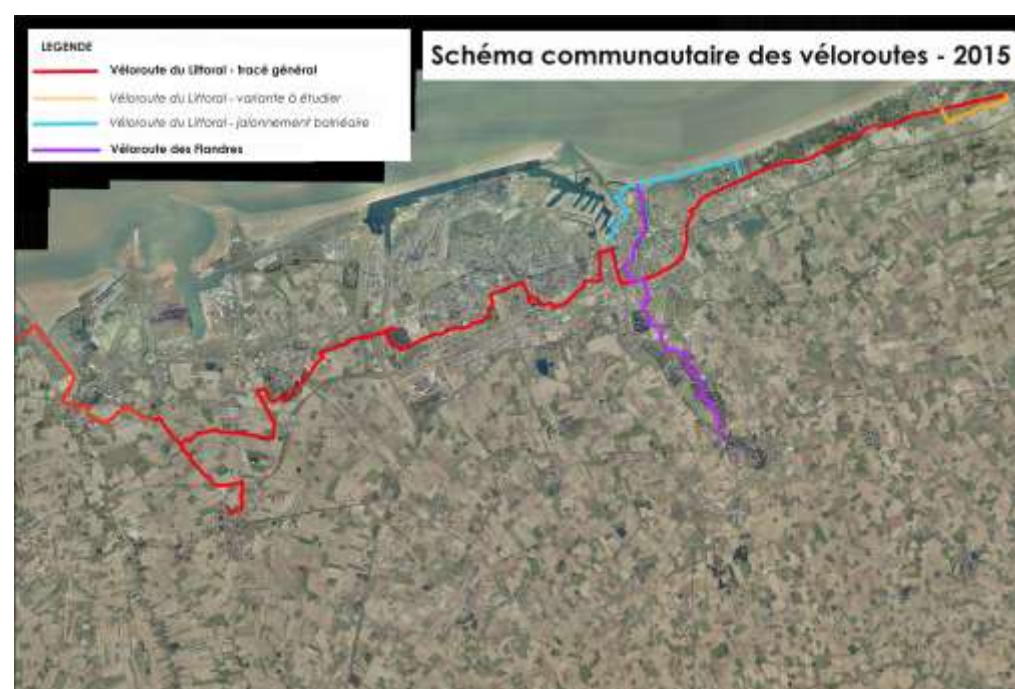 LEGENDE
Schéma communautaire des véloroutes - 2015
Véloroute du Littoral - tracé général
Véloroute du Littoral - variante à étudier
Véloroute du Littoral - jalonnement balnéaire
Véloroute des Flandres